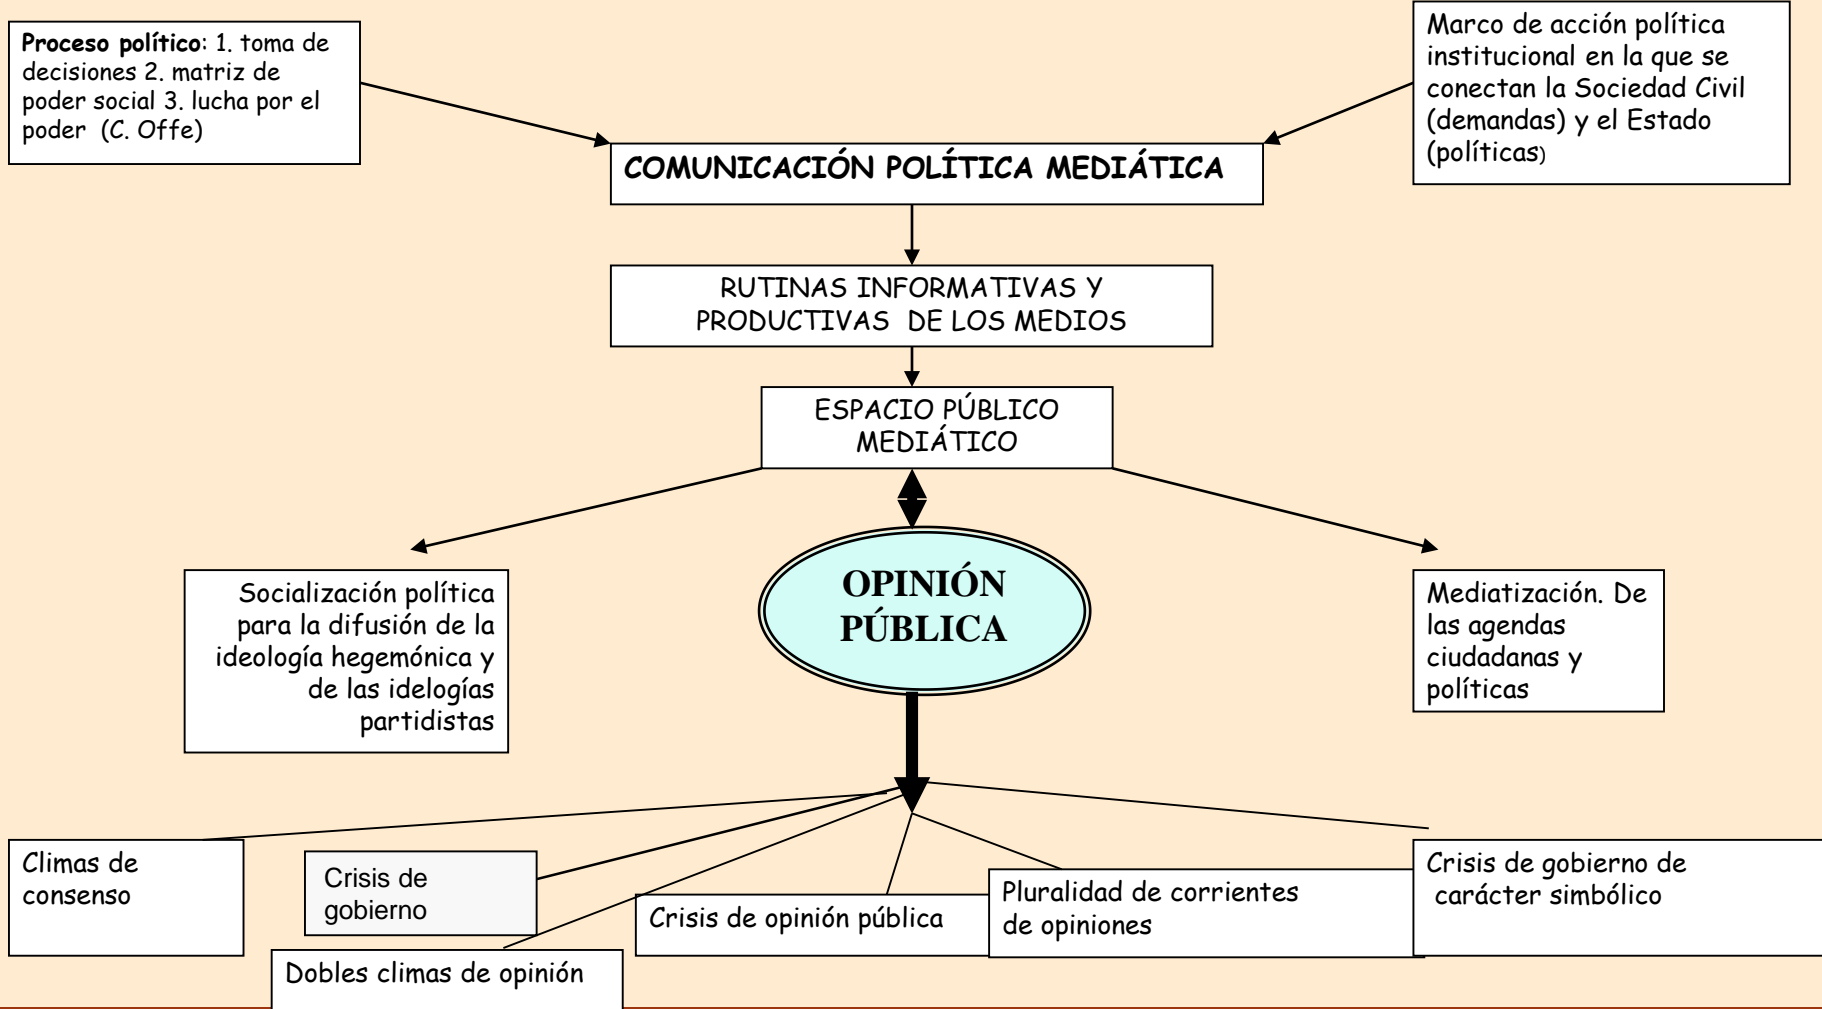 Proceso político: 1. toma de
decisiones 2. matriz de
poder social 3. lucha por el
poder (C. Offe)
Marco de acción política
institucional en la que se
conectan la Sociedad Civil
(demandas) y el Estado
(políticas)
COMUNICACIÓN POLÍTICA MEDIÁTICA
RUTINAS INFORMATIVAS Y
PRODUCTIVAS DE LOS MEDIOS
ESPACIO PÚBLICO
MEDIÁTICO
OPINIÓN
PÚBLICA
Socialización política
para la difusión de la
ideología hegemónica y
de las idelogías
partidistas
Mediatización. De
las agendas
ciudadanas y
políticas
Climas de
consenso
Crisis de
gobierno
Dobles climas de opinión
Crisis de opinión pública
Pluralidad de corrientes
de opiniones
Crisis de gobierno de
carácter simbólico